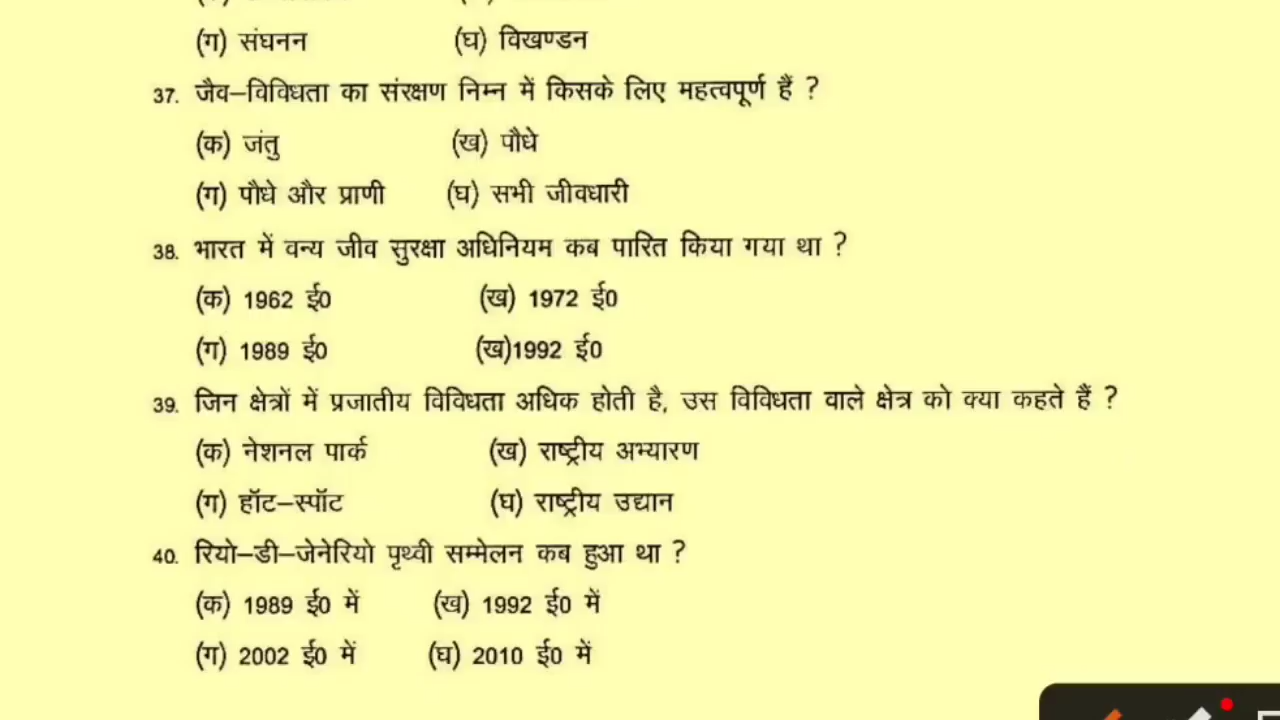 (ग) संघनन (घ) विखण्डन
37. जैव–विविधता का संरक्षण निम्न में किसके लिए महत्वपूर्ण हैं ?
(क) जंतु (ख) पौधे
(ग) पौधे और प्राणी (घ) सभी जीवधारी
38. भारत में वन्य जीव सुरक्षा अधिनियम कब पारित किया गया था ?
(क) 1962 ई0 (ख) 1972 ई0
(ग) 1989 ई0 (ख)1992 ई0
39. जिन क्षेत्रों में प्रजातीय विविधता अधिक होती है, उस विविधता वाले क्षेत्र को क्या कहते हैं ?
(क) नेशनल पार्क (ख) राष्ट्रीय अभ्यारण
(ग) हॉट–स्पॉट (घ) राष्ट्रीय उद्यान
40. रियो–डी–जेनेरियो पृथ्वी सम्मेलन कब हुआ था ?
(क) 1989 ई0 में (ख) 1992 ई0 में
(ग) 2002 ई0 में (घ) 2010 ई0 में